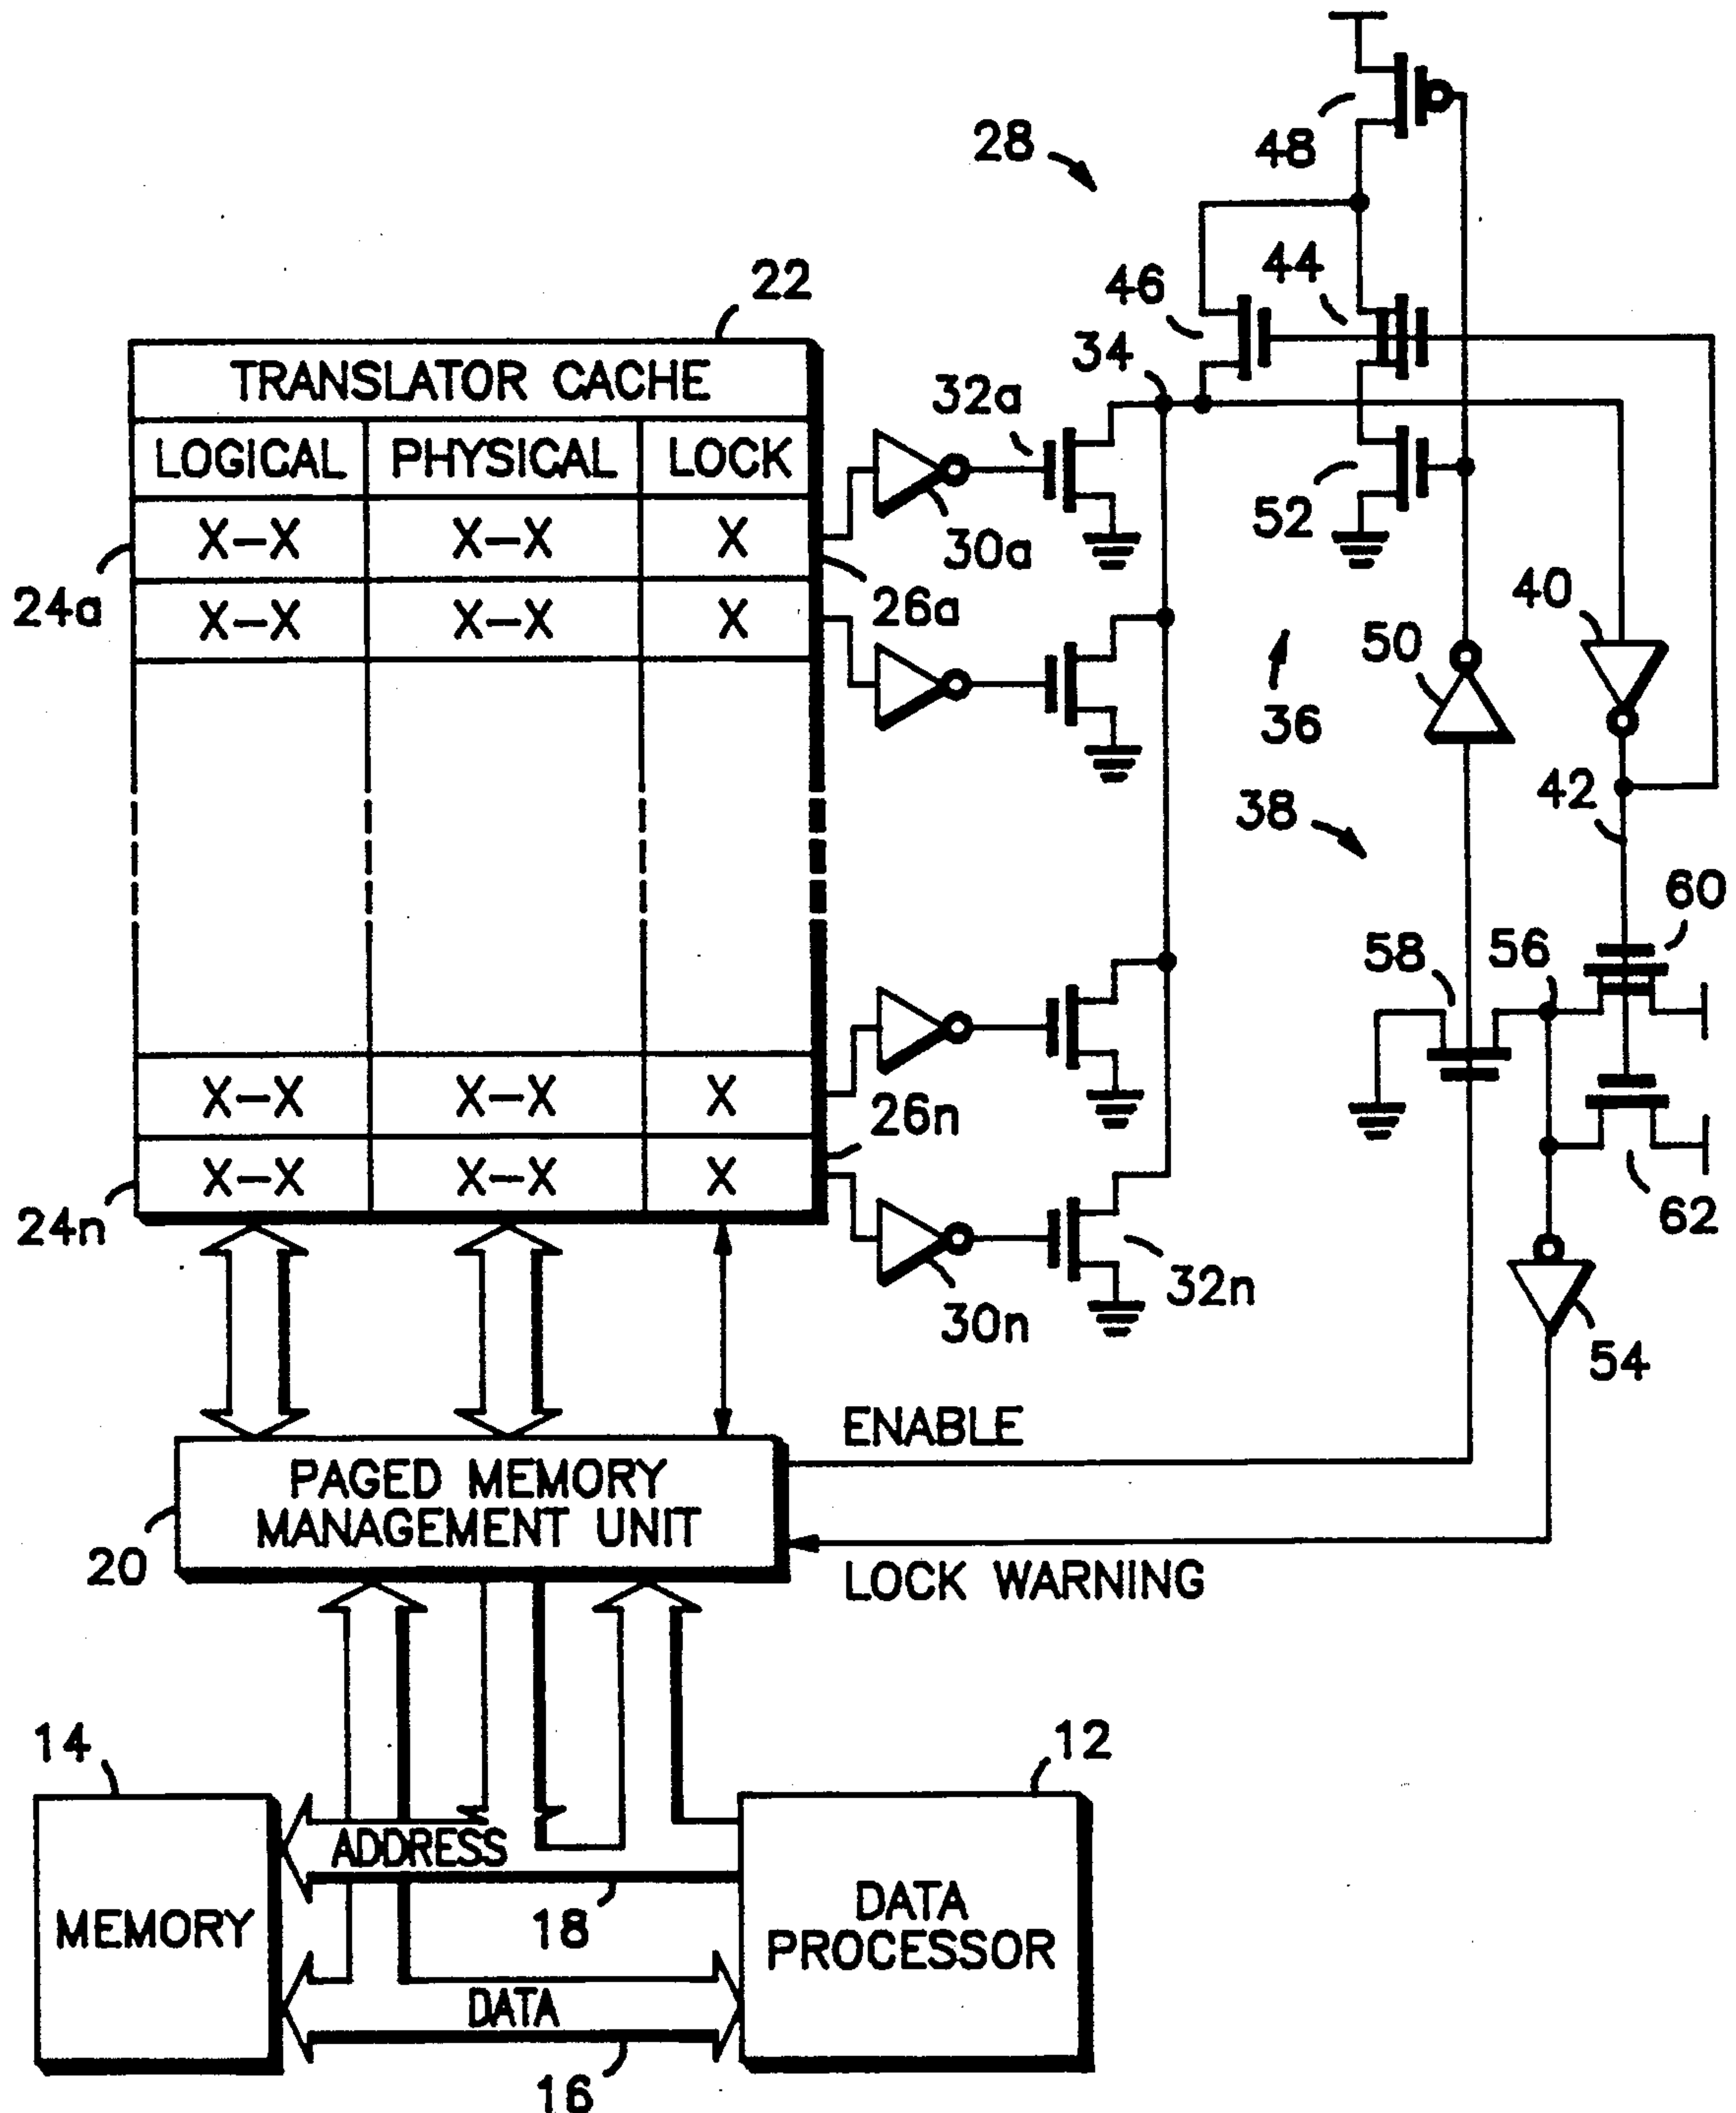 48
28
22
46
44
34
TRANSLATOR CACHE
32a
LOGICAL PHYSICAL LOCK
52
30a
X-X X-X X
24a
26a
X-X X-X X
40
50
36
42
38
60
58
56
X-X X-X X
26n
X-X X-X X
24n
62
32n
30n
54
ENABLE
PAGED MEMORY
MANAGEMENT UNIT
20
LOCK WARNING
14
12
ADDRESS
MEMORY
18
DATA
PROCESSOR
DATA
16